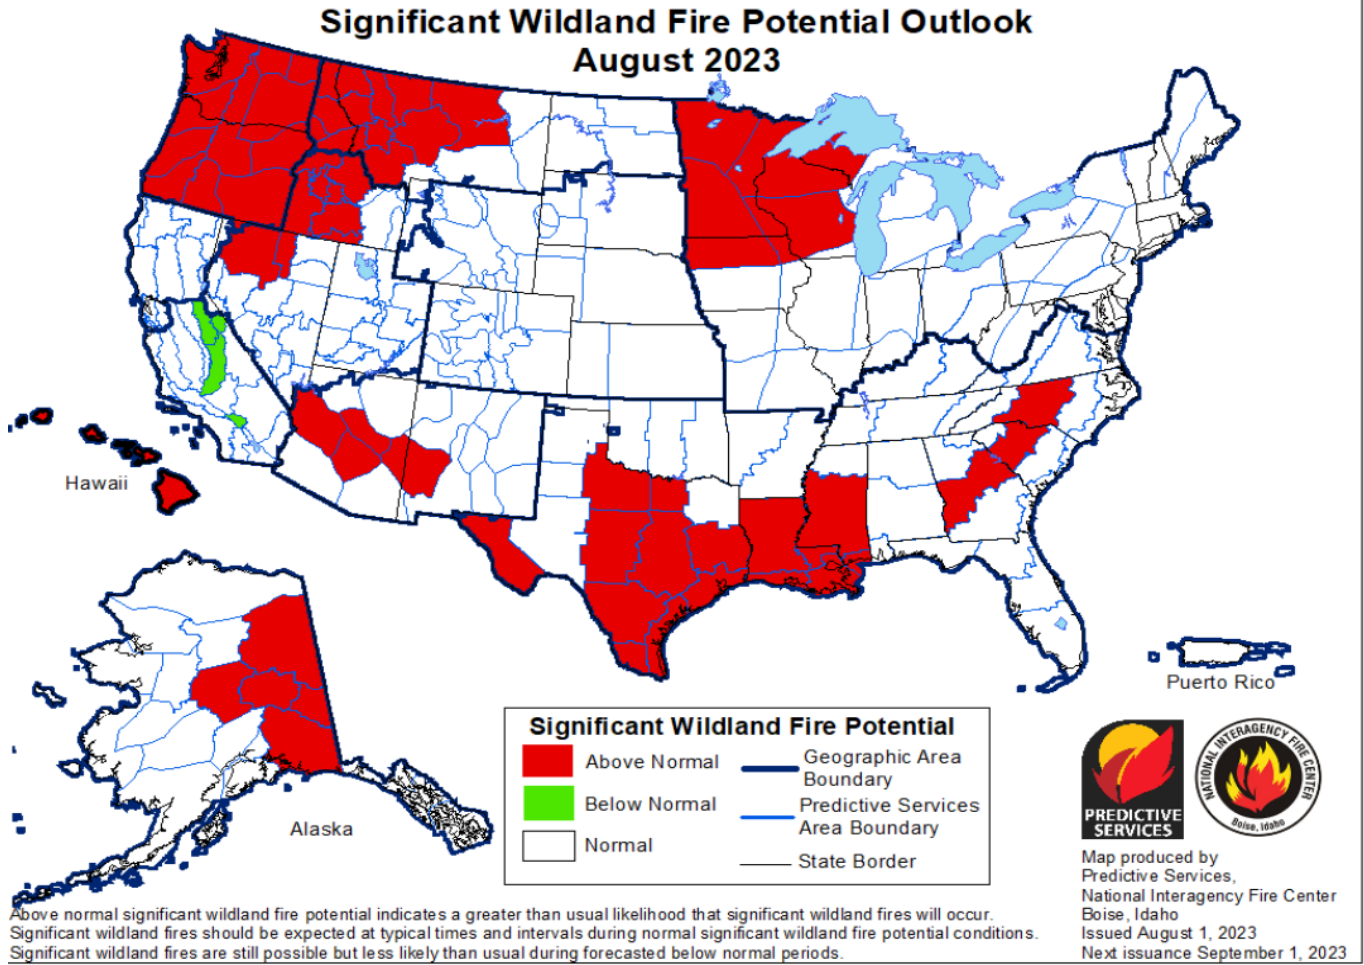 Significant Wildland Fire Potential Outlook
August 2023
Hawaii
Alaska
Puerto Rico
Significant Wildland Fire Potential
Above Normal
Below Normal
Normal
Geographic Area
Boundary
Predictive Services
Area Boundary
State Border
PREDICTIVE
SERVICES
NATIONAL INTERAGENCY FIRE CENTER
Boise, Idaho
Map produced by
Predictive Services,
National Interagency Fire Center
Boise, Idaho
Issued August 1, 2023
Next issuance September 1, 2023
Above normal significant wildland fire potential indicates a greater than usual likelihood that significant wildland fires will occur.
Significant wildland fires should be expected at typical times and intervals during normal significant wildland fire potential conditions.
Significant wildland fires are still possible but less likely than usual during forecasted below normal periods.